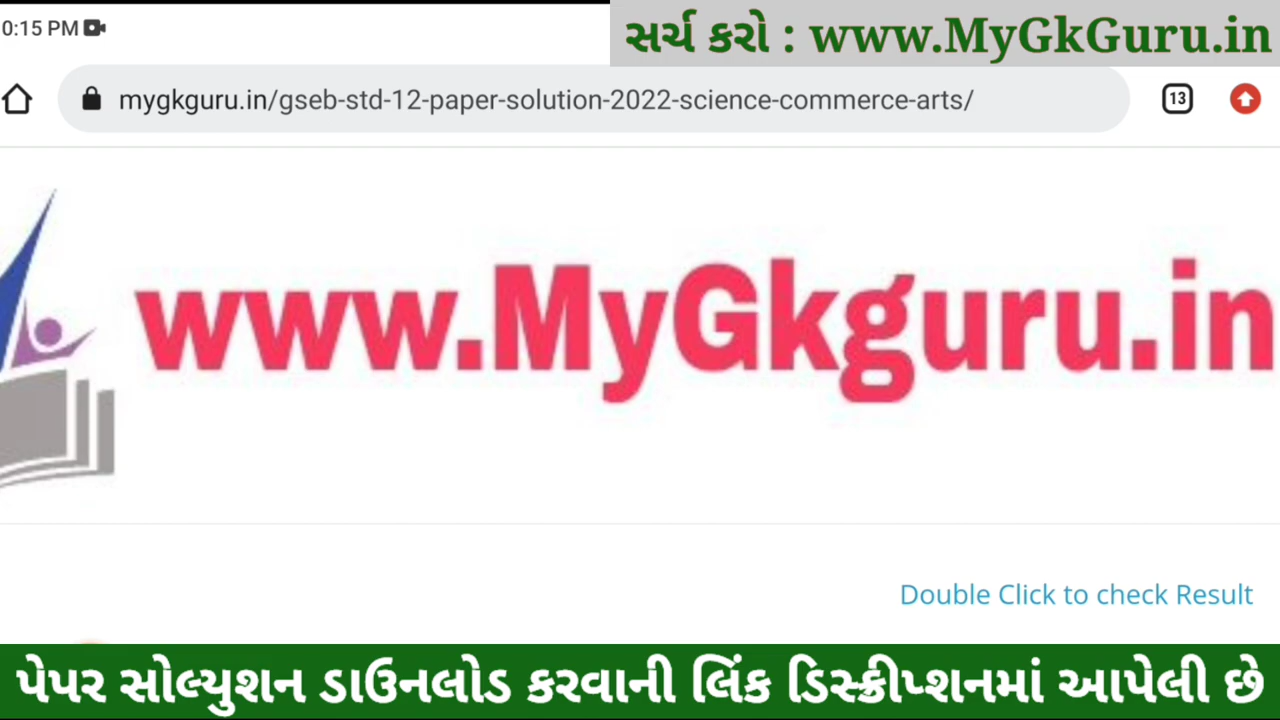 0:15 PM
સર્ચ કરો : www.MyGkGuru.in
mygkguru.in/gseb-std-12-paper-solution-2022-science-commerce-arts/
13
www.MyGkguru.in
Double Click to check Result
પેપર સોલ્યુશન ડાઉનલોડ કરવાની લિંક ડિસ્ક્રીપ્શનમાં આપેલી છે